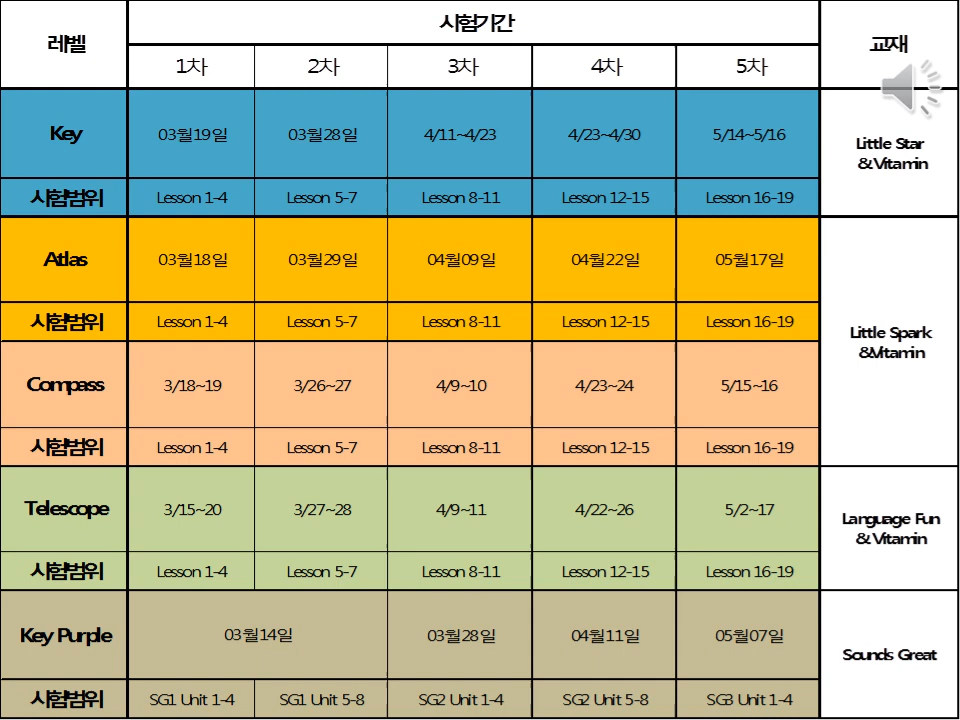 레벨 시험기간 교재
1차 2차 3차 4차 5차
Key 03월19일 03월28일 4/11~4/23 4/23~4/30 5/14~5/16
Little Star
& Vitamin
시험범위 Lesson 1-4 Lesson 5-7 Lesson 8-11 Lesson 12-15 Lesson 16-19
Atlas 03월18일 03월29일 04월09일 04월22일 05월17일
시험범위 Lesson 1-4 Lesson 5-7 Lesson 8-11 Lesson 12-15 Lesson 16-19
Little Spark
&Vitamin
Compass 3/18~19 3/26~27 4/9~10 4/23~24 5/15~16
시험범위 Lesson 1-4 Lesson 5-7 Lesson 8-11 Lesson 12-15 Lesson 16-19
Telescope 3/15~20 3/27~28 4/9~11 4/22~26 5/2~17
Language Fun
& Vitamin
시험범위 Lesson 1-4 Lesson 5-7 Lesson 8-11 Lesson 12-15 Lesson 16-19
Key Purple 03월14일 03월28일 04월11일 05월07일
Sounds Great
시험범위 SG1 Unit 1-4 SG1 Unit 5-8 SG2 Unit 1-4 SG2 Unit 5-8 SG3 Unit 1-4